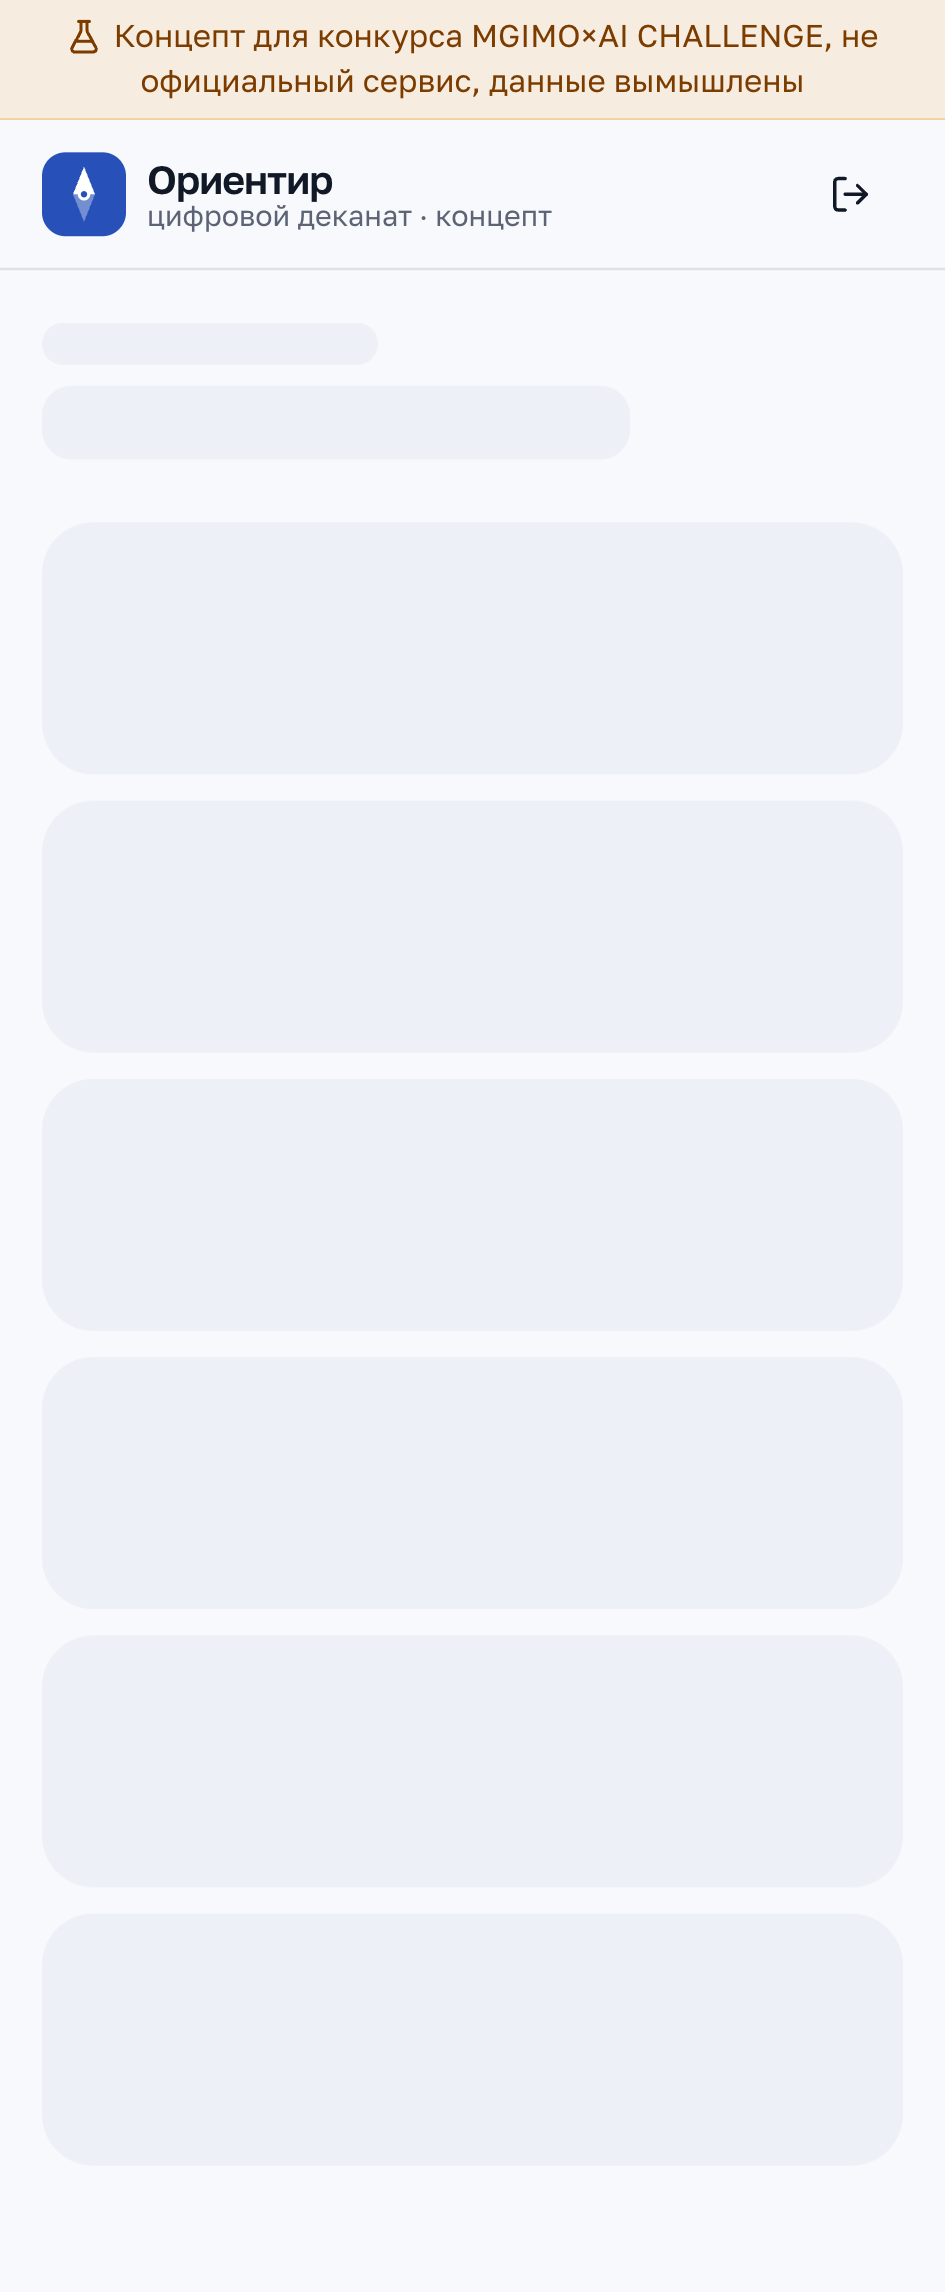 Концепт для конкурса MGIMO×AI CHALLENGE, не
официальный сервис, данные вымышлены
Ориентир
цифровой деканат · концепт